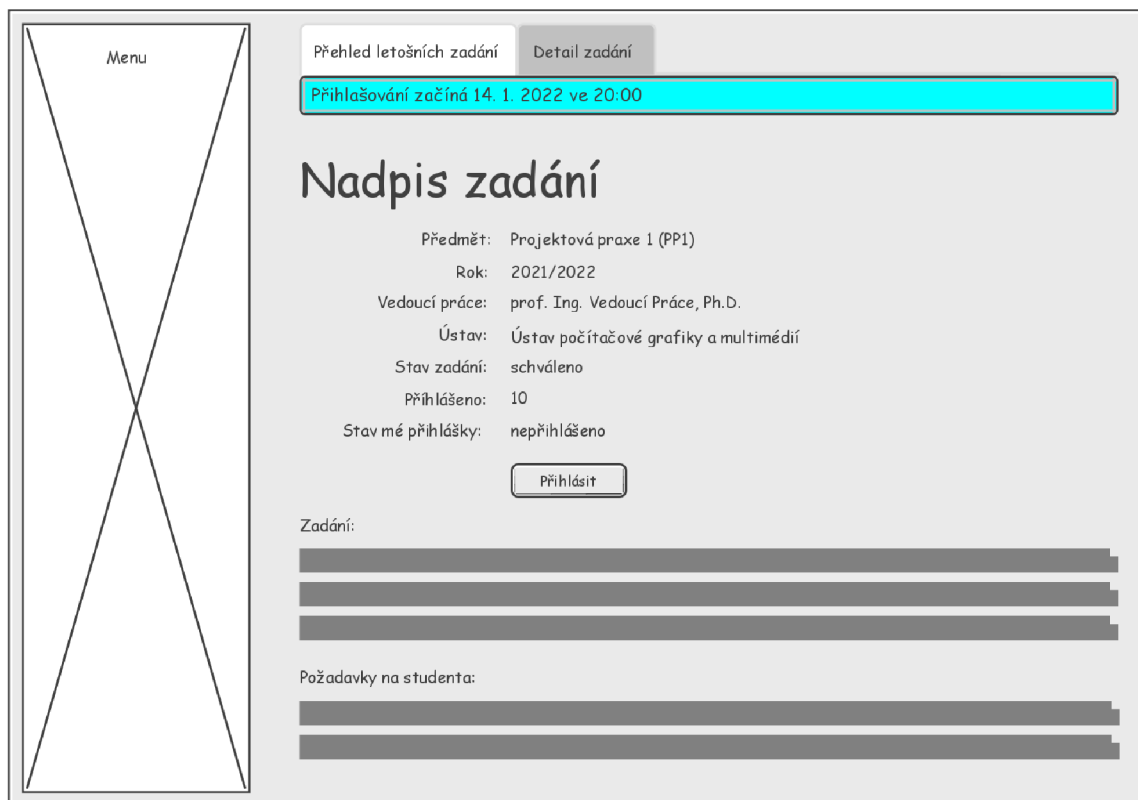 Menu
Přehled letošních zadání
Detail zadání
Přihlašování začíná 14. 1. 2022 ve 20:00
Nadpis zadání
Předmět: Projektová praxe 1 (PP1)
Rok: 2021/2022
Vedoucí práce: prof. Ing. Vedoucí Práce, Ph.D.
Ústav: Ústav počítačové grafiky a multimédií
Stav zadání: schváleno
Příhlášeno: 10
Stav mé přihlášky: nepřihlášeno
Přihlásit
Zadání:
Požadavky na studenta: